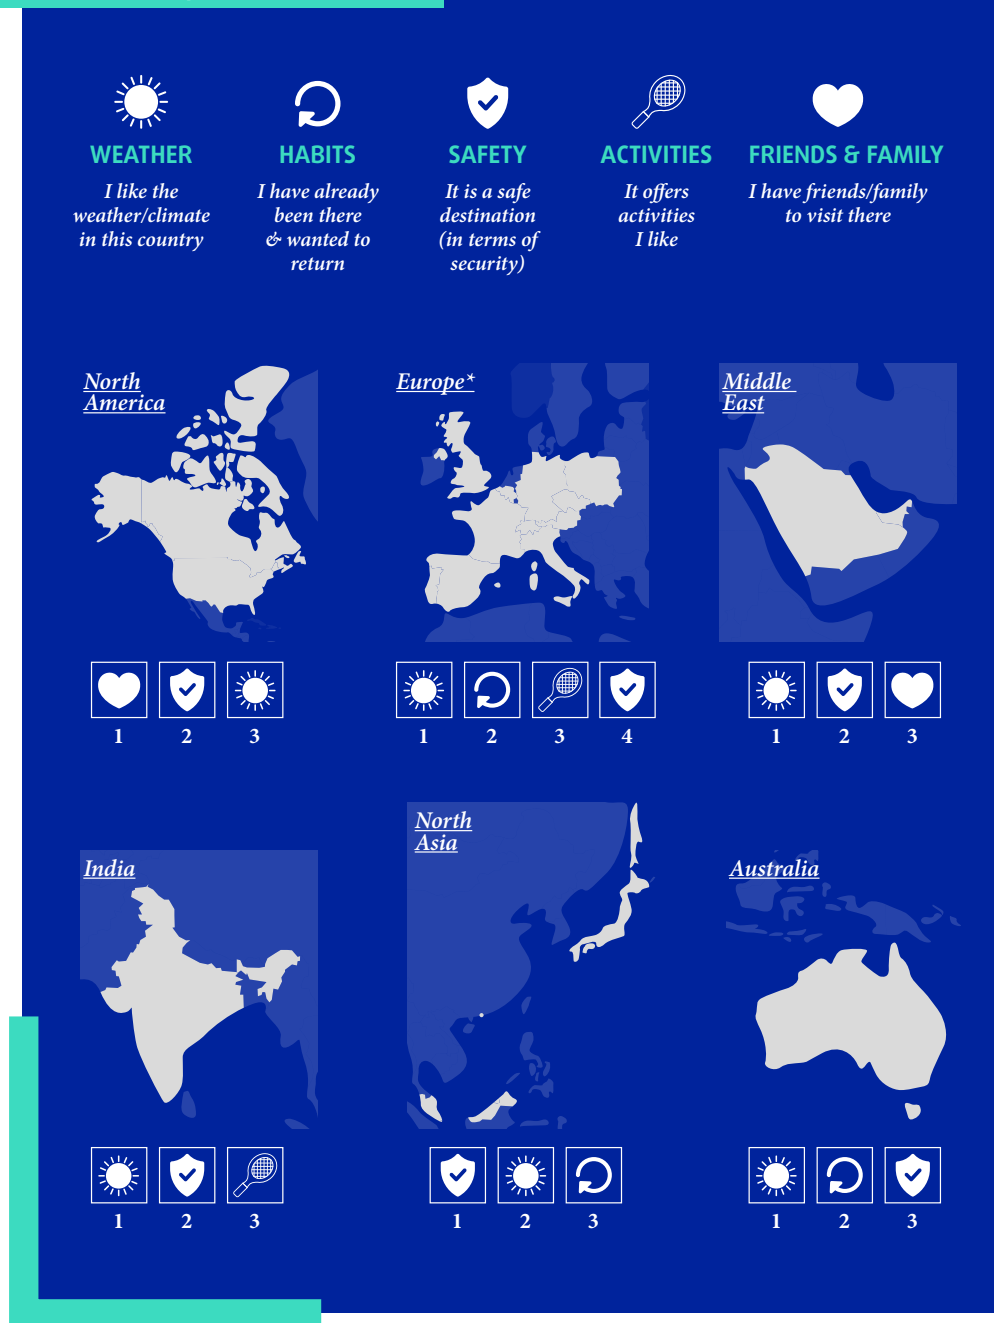 WEATHER
I like the
weather/climate
in this country
HABITS
I have already
been there
& wanted to
return
SAFETY
It is a safe
destination
(in terms of
security)
ACTIVITIES
It offers
activities
I like
FRIENDS & FAMILY
I have friends/family
to visit there
North
America
1 2 3
Europe*
1 2 3 4
Middle
East
1 2 3
India
1 2 3
North
Asia
1 2 3
Australia
1 2 3